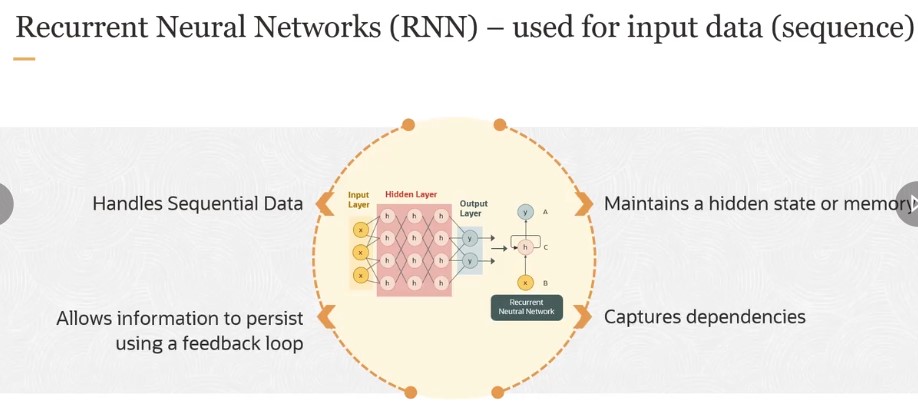 Recurrent Neural Networks (RNN) – used for input data (sequence)
Handles Sequential Data
Allows information to persist
using a feedback loop
Input
Layer
Hidden Layer
Output
Layer
x
x
x
h h h
h h h
h h h
h h h
y
y
y A
h C
x B
Recurrent
Neutral Network
Maintains a hidden state or memory
Captures dependencies